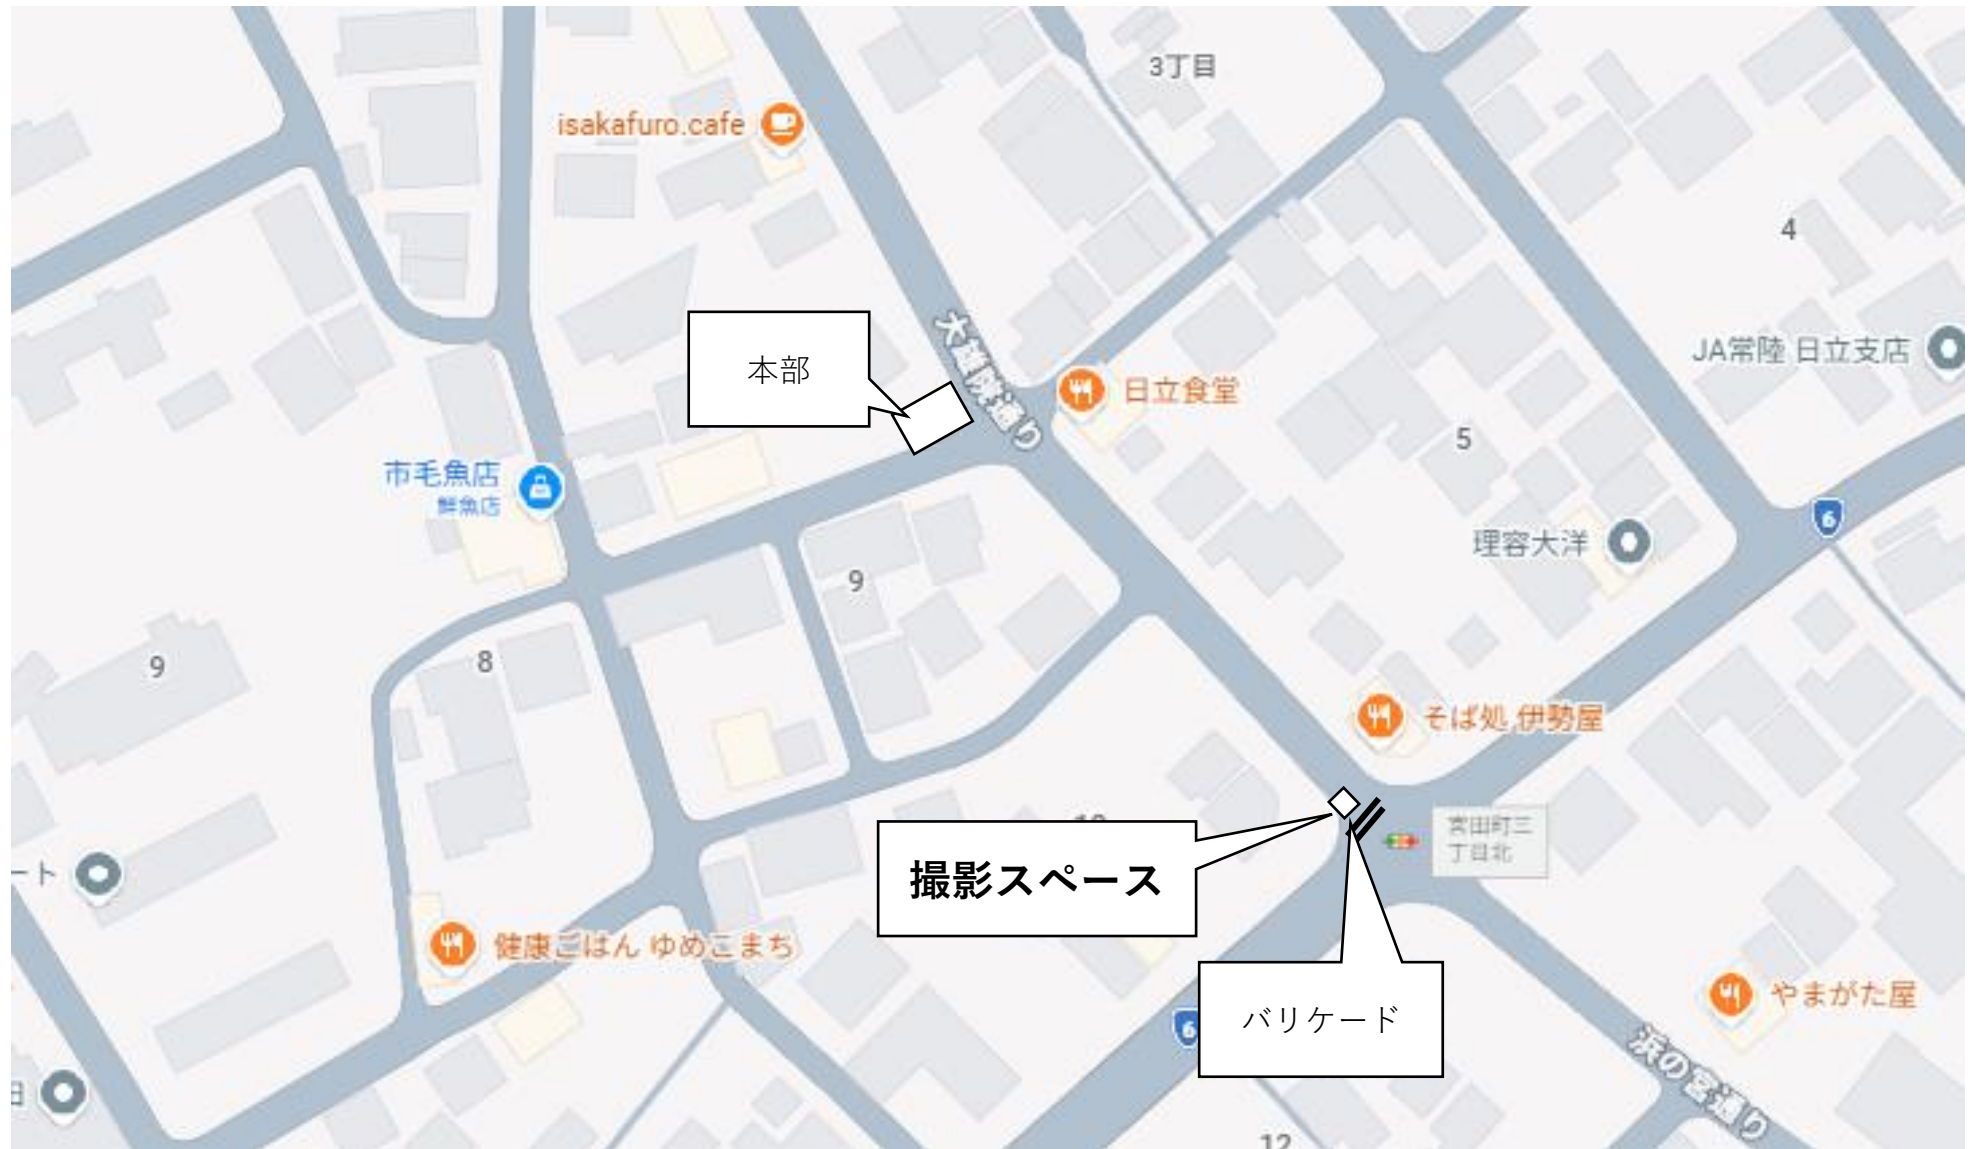 3丁目
isakafuro.cafe
4
大雄院通り
JA常陸 日立支店
本部
日立食堂
5
市毛魚店
鮮魚店
6
理容大洋
9
9
8
そば処 伊勢屋
宮田町三
丁目北
撮影スペース
ート
健康ごはん ゆめこまち
やまがた屋
6
バリケード
浜の宮通り
12